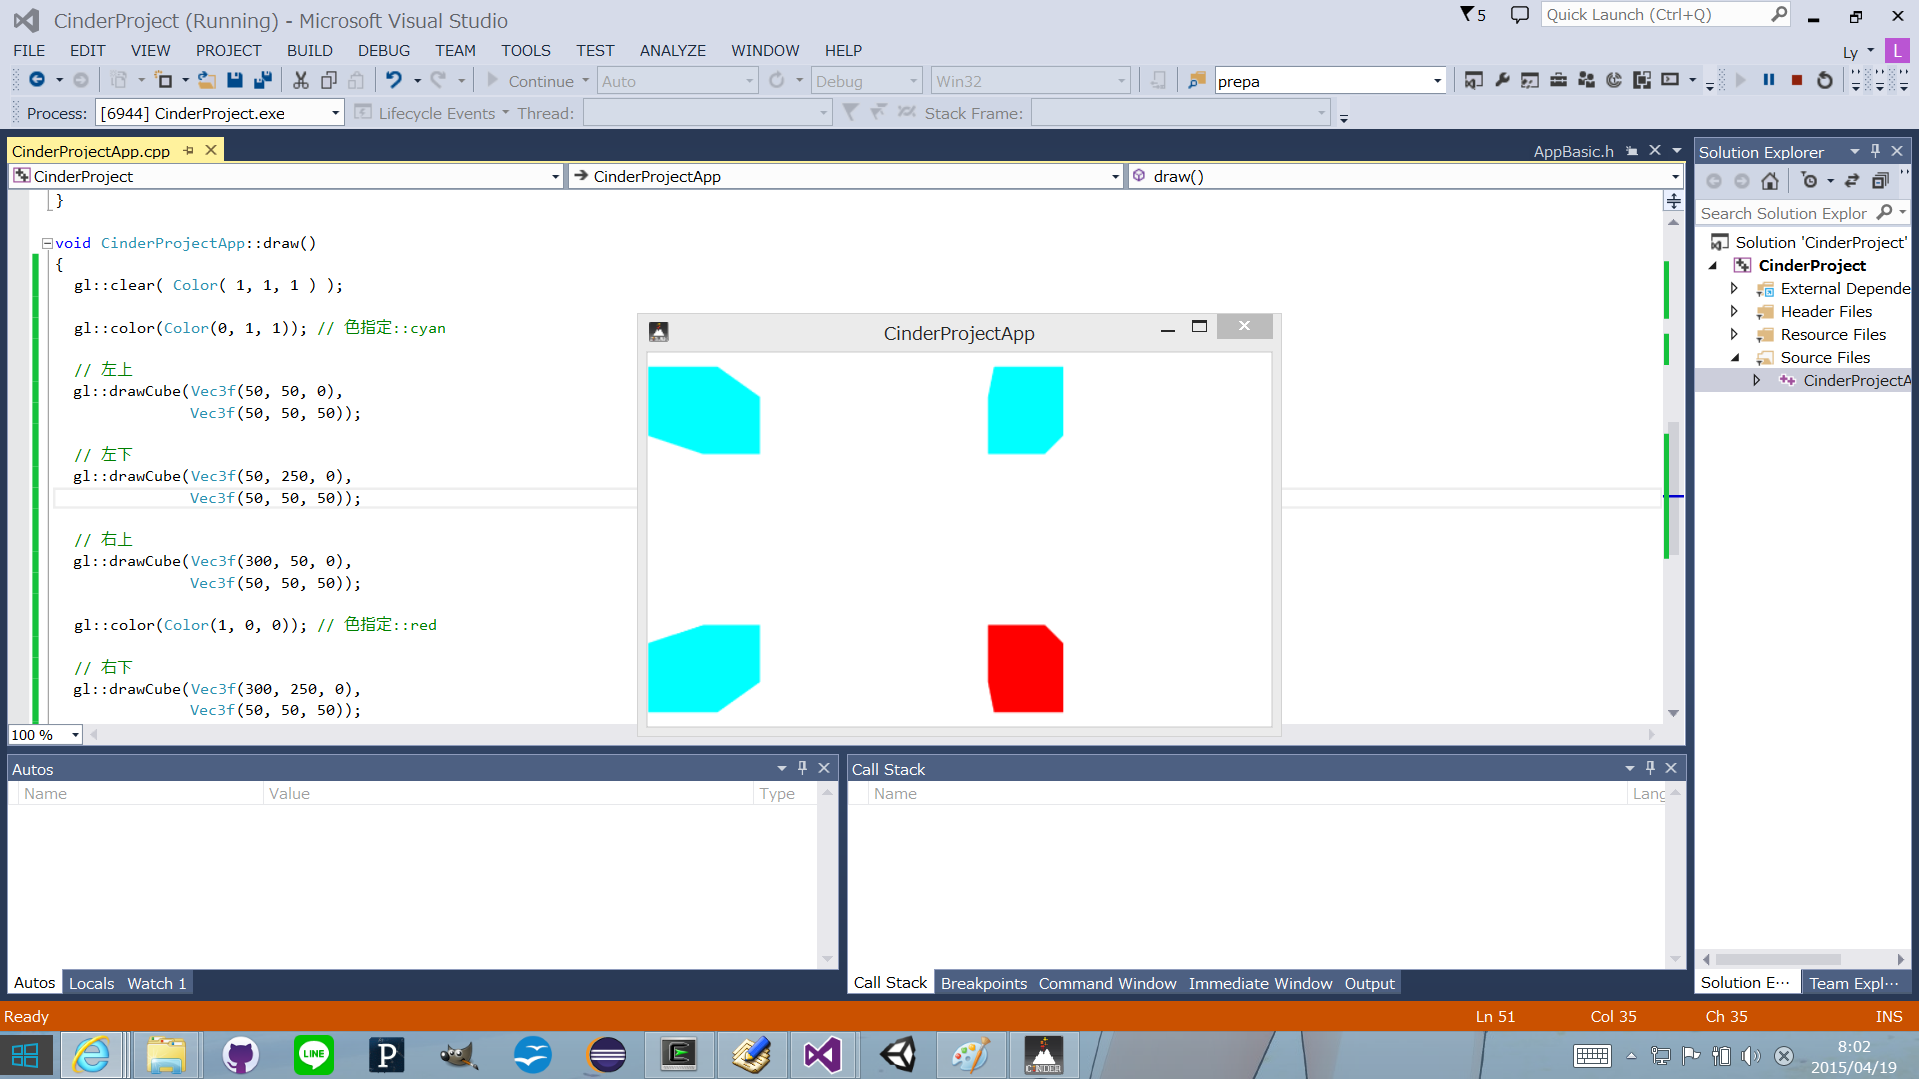 CinderProject (Running) - Microsoft Visual Studio
5
Quick Launch (Ctrl+Q)
FILE EDIT VIEW PROJECT BUILD DEBUG TEAM TOOLS TEST ANALYZE WINDOW HELP
Ly L
Continue Auto Debug Win32 prepa
Process: [6944] CinderProject.exe Lifecycle Events Thread: Stack Frame:
CinderProjectApp.cpp
AppBasic.h
CinderProject
CinderProjectApp
draw()
}
void CinderProjectApp::draw()
{
gl::clear( Color( 1, 1, 1 ) );
gl::color(Color(0, 1, 1)); // 色指定::cyan
// 左上
gl::drawCube(Vec3f(50, 50, 0),
Vec3f(50, 50, 50));
// 左下
gl::drawCube(Vec3f(50, 250, 0),
Vec3f(50, 50, 50));
// 右上
gl::drawCube(Vec3f(300, 50, 0),
Vec3f(50, 50, 50));
gl::color(Color(1, 0, 0)); // 色指定::red
// 右下
gl::drawCube(Vec3f(300, 250, 0),
Vec3f(50, 50, 50));
100 %
CinderProjectApp
Solution Explorer
Search Solution Explor
Solution 'CinderProject'
CinderProject
External Depende
Header Files
Resource Files
Source Files
CinderProjectA
Autos
Name Value Type
Autos Locals Watch 1
Call Stack
Name Lang
Call Stack Breakpoints Command Window Immediate Window Output
Solution E··· Team Expl···
Ready
Ln 51 Col 35 Ch 35 INS
LINE
P
CINDER
8:02
2015/04/19